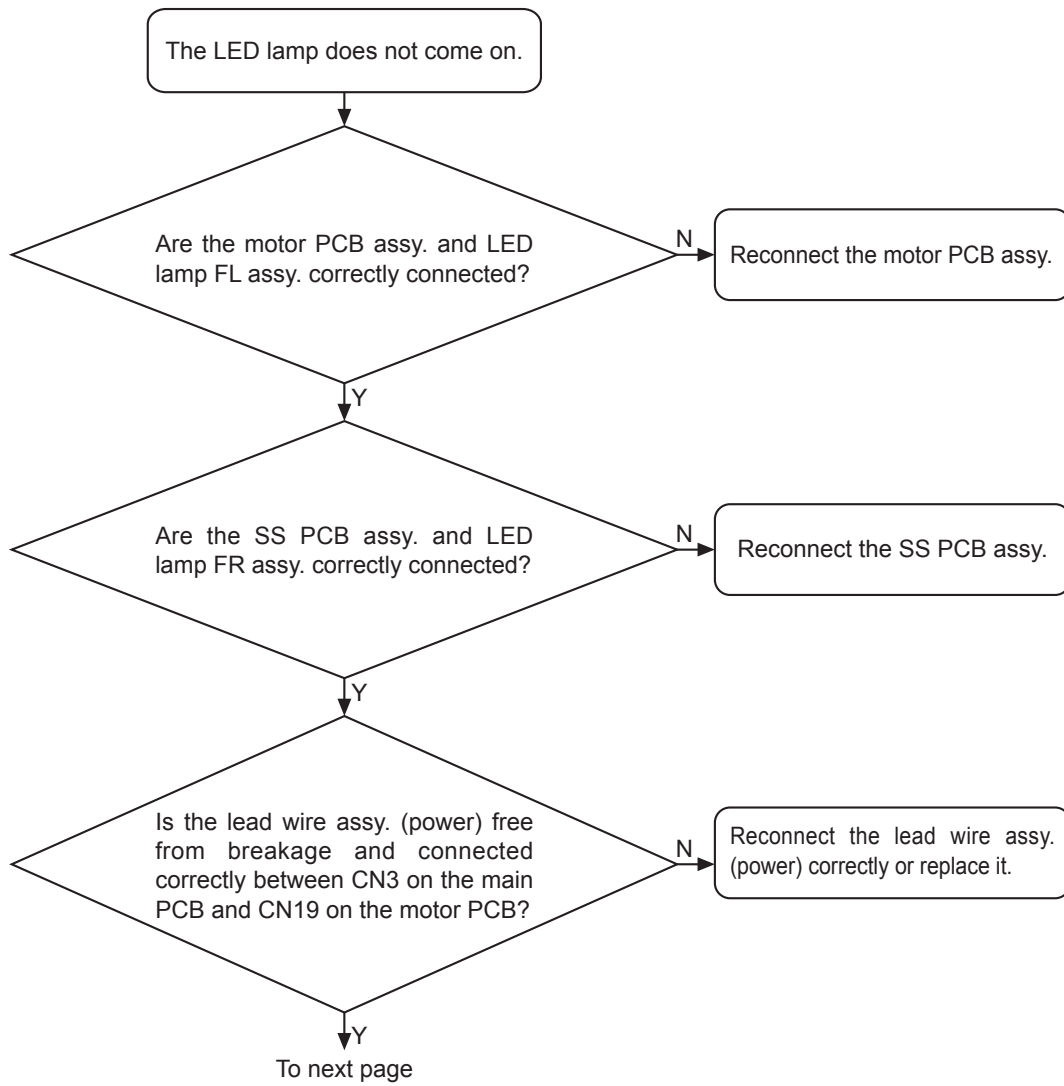 The LED lamp does not come on.
Are the motor PCB assy. and LED
lamp FL assy. correctly connected?
N
Reconnect the motor PCB assy.
Y
Are the SS PCB assy. and LED
lamp FR assy. correctly connected?
N
Reconnect the SS PCB assy.
Y
Is the lead wire assy. (power) free
from breakage and connected
correctly between CN3 on the main
PCB and CN19 on the motor PCB?
N
Reconnect the lead wire assy.
(power) correctly or replace it.
Y
To next page